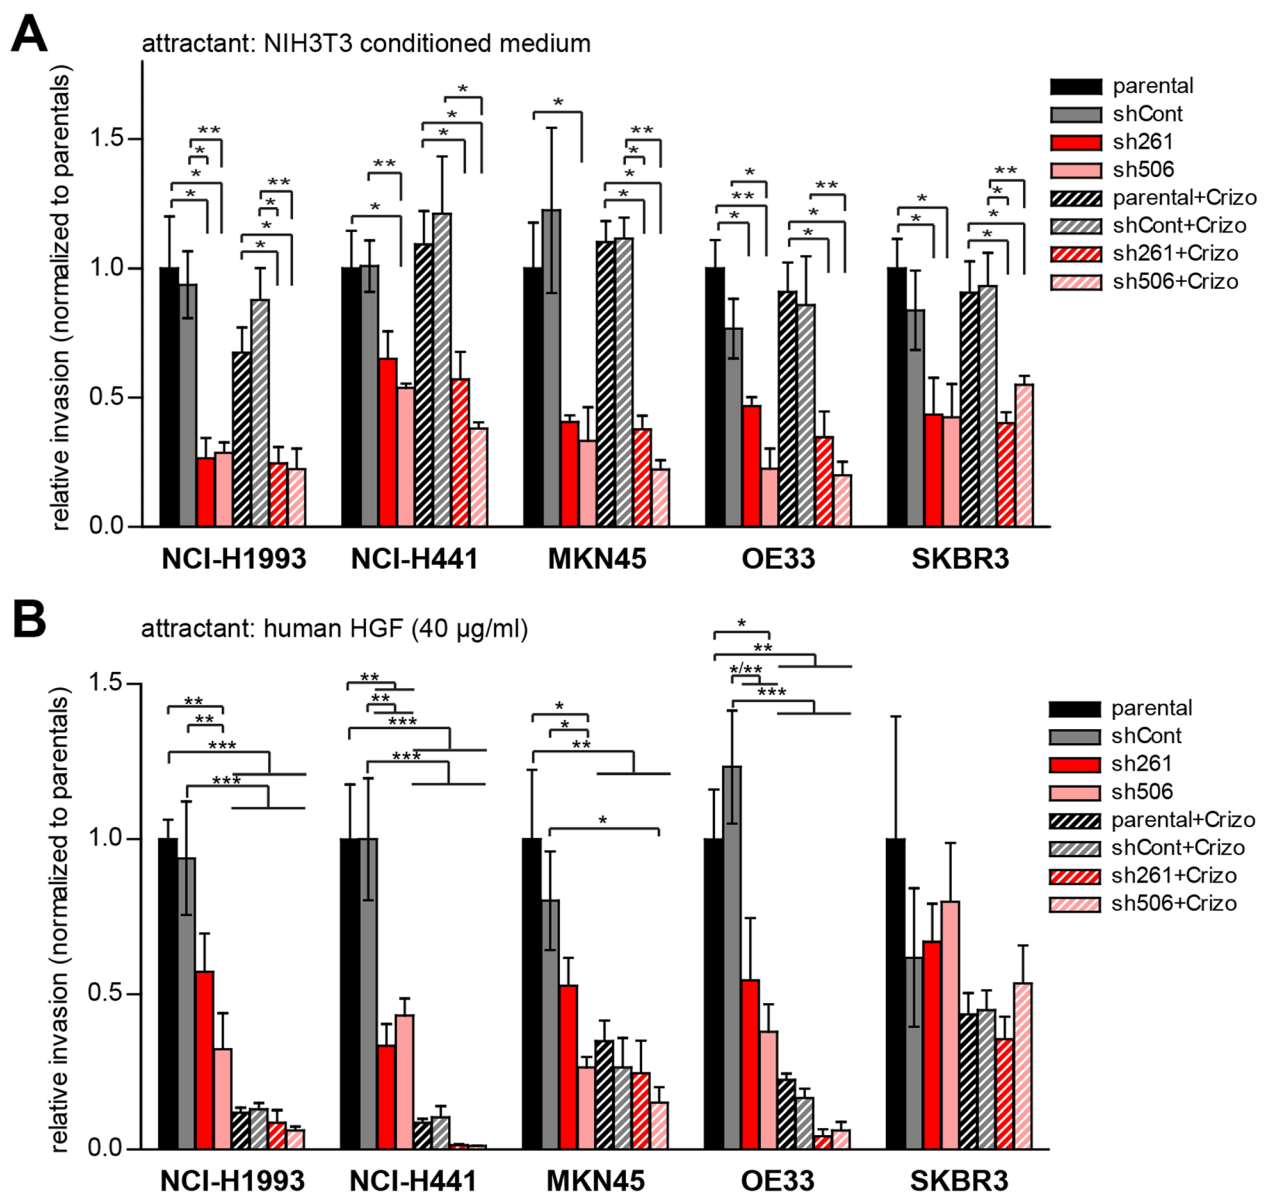 A
attractant: NIH3T3 conditioned medium
relative invasion (normalized to parentals)
1.5
1.0
0.5
0.0
** * * * ** * * *
** * * * *
* ** * * *
* ** * ** * *
* * ** * * *
NCI-H1993 NCI-H441 MKN45 OE33 SKBR3
parental
shCont
sh261
sh506
parental+Crizo
shCont+Crizo
sh261+Crizo
sh506+Crizo
B
attractant: human HGF (40 µg/ml)
relative invasion (normalized to parentals)
1.5
1.0
0.5
0.0
** ** *** ***
** ** *** ***
* * ** *
* ** */** ***
NCI-H1993 NCI-H441 MKN45 OE33 SKBR3
parental
shCont
sh261
sh506
parental+Crizo
shCont+Crizo
sh261+Crizo
sh506+Crizo